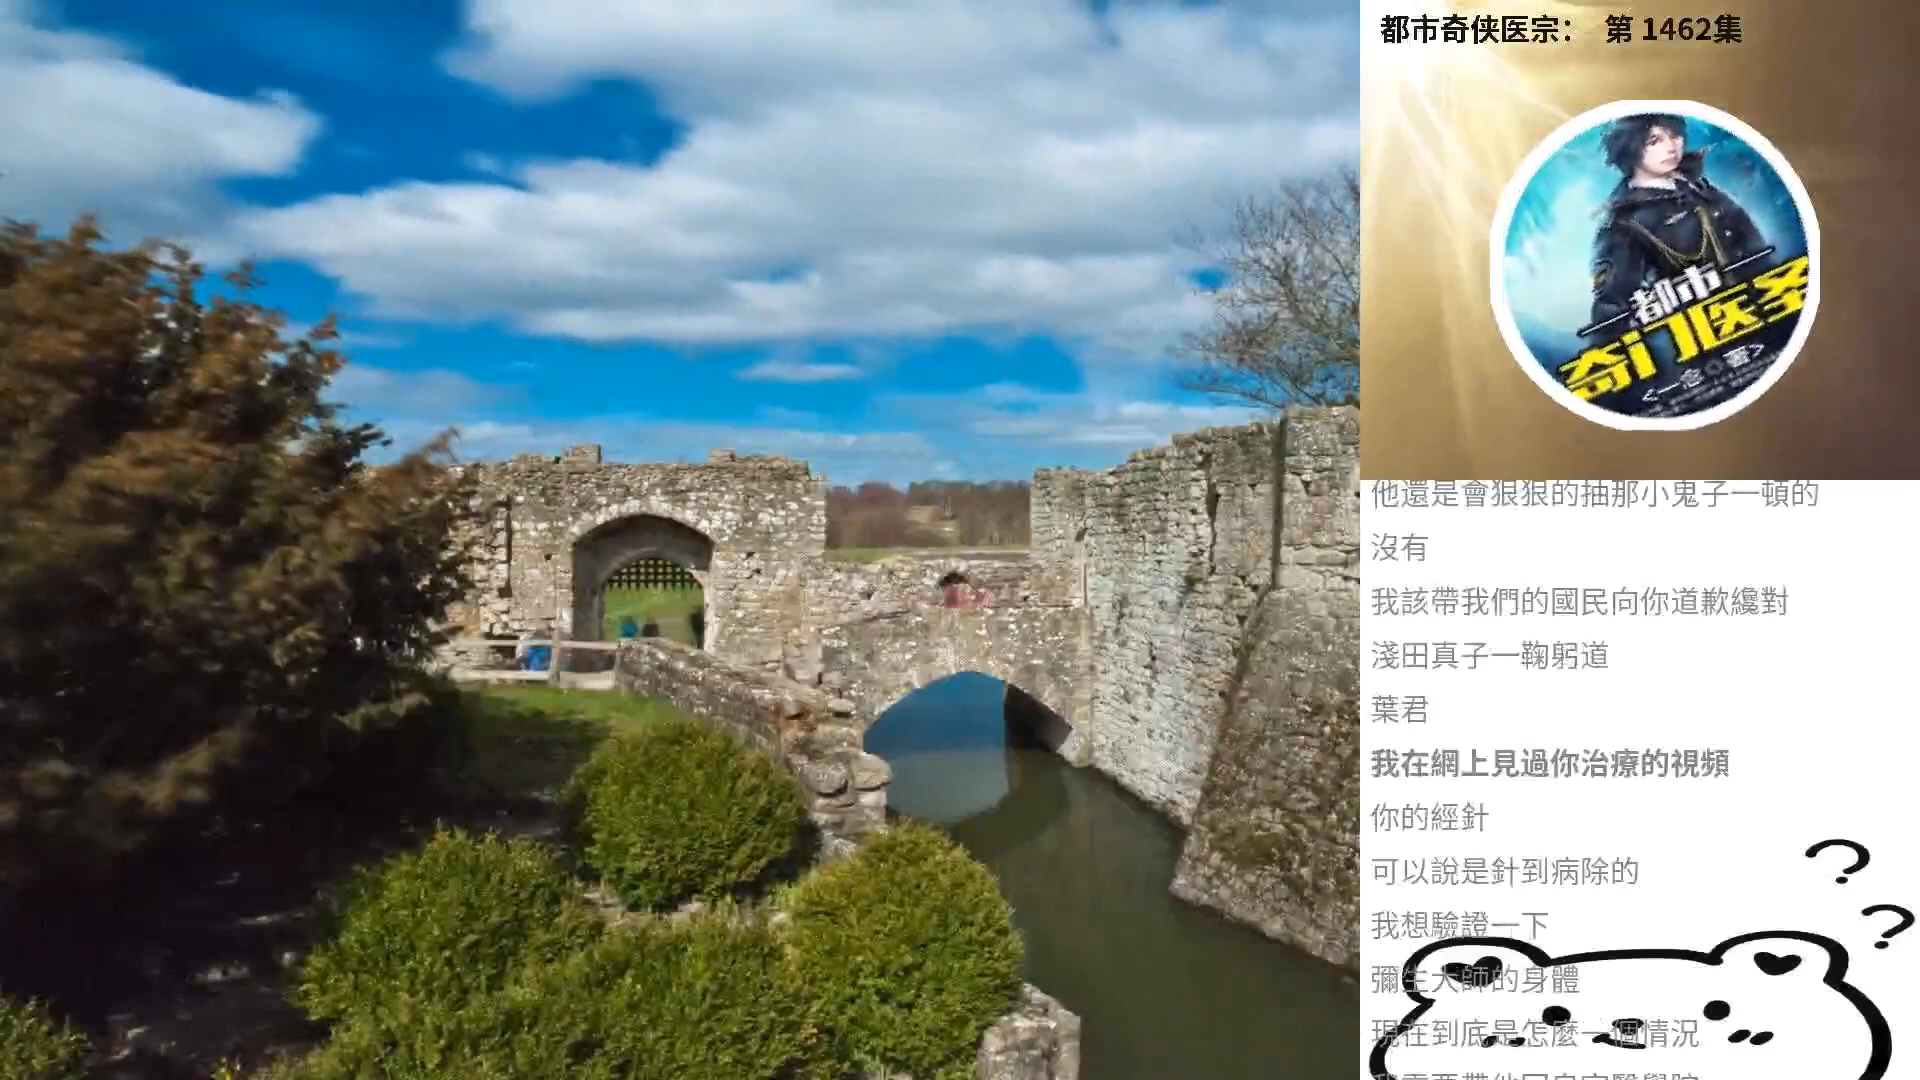 都市奇侠医宗： 第 1462集
都市
奇门医圣
他還是會狠狠的抽那小鬼子一頓的
沒有
我該帶我們的國民向你道歉纔對
淺田真子一鞠躬道
葉君
我在網上見過你治療的視頻
你的經針
可以說是針到病除的
？
我想驗證一下
？
彌生大師的身體
現在到底是怎麼一個情況